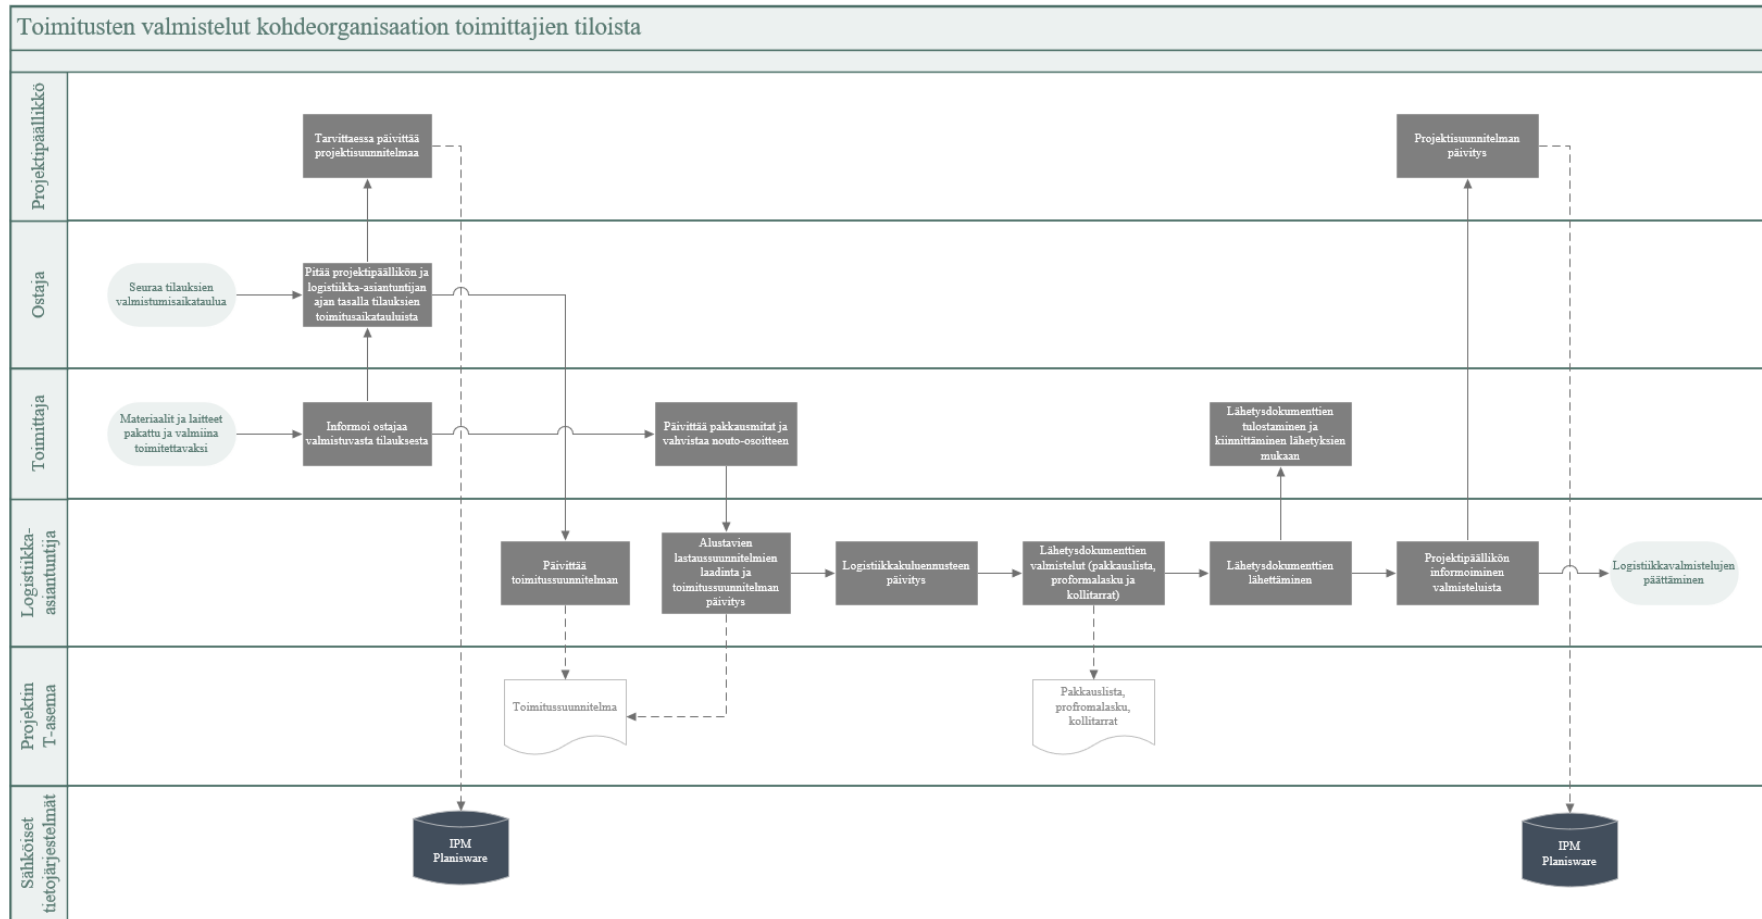 Toimitusten valmistelut kohdeorganisaation toimittajien tiloista
Projektipäällikkö
Tarvittaessa päivittää
projektisuunnitelmaa
Projektisuunnitelman
päivitys
Ostaja
Seuraa tilauksien
valmistumisaikataulua
Pitää projektipäällikön ja
logistiikka-asiantuntijan
ajan tasalla tilauksien
toimitusaikatauluista
Toimittaja
Materiaalit ja laitteet
pakattu ja valmiina
toimitettavaksi
Informoi ostajaa
valmistuvasta tilauksesta
Päivittää pakkausmitat ja
vahvistaa nouto-osoitteen
Lähetysdokumenttien
tulostaminen ja
kiinnittäminen lähetyksien
mukaan
Logistiikka-
asiantuntija
Päivittää
toimitussuunnitelman
Alustavien
lastaussuunnitelmien
laadinta ja
toimitussuunnitelman
päivitys
Logistiikkakuluennusteen
päivitys
Lähetysdokumenttien
valmistelut (pakkauslista,
proformalasku ja
kollitarrat)
Lähetysdokumenttien
lähettäminen
Projektipäällikön
informoiminen
valmisteluista
Logistiikkavalmistelujen
päättäminen
Projektin
T-asema
Toimitussuunnitelma
Pakkauslista,
profromalasku,
kollitarrat
Sähköiset
tietojärjestelmät
IPM
Planisware
IPM
Planisware